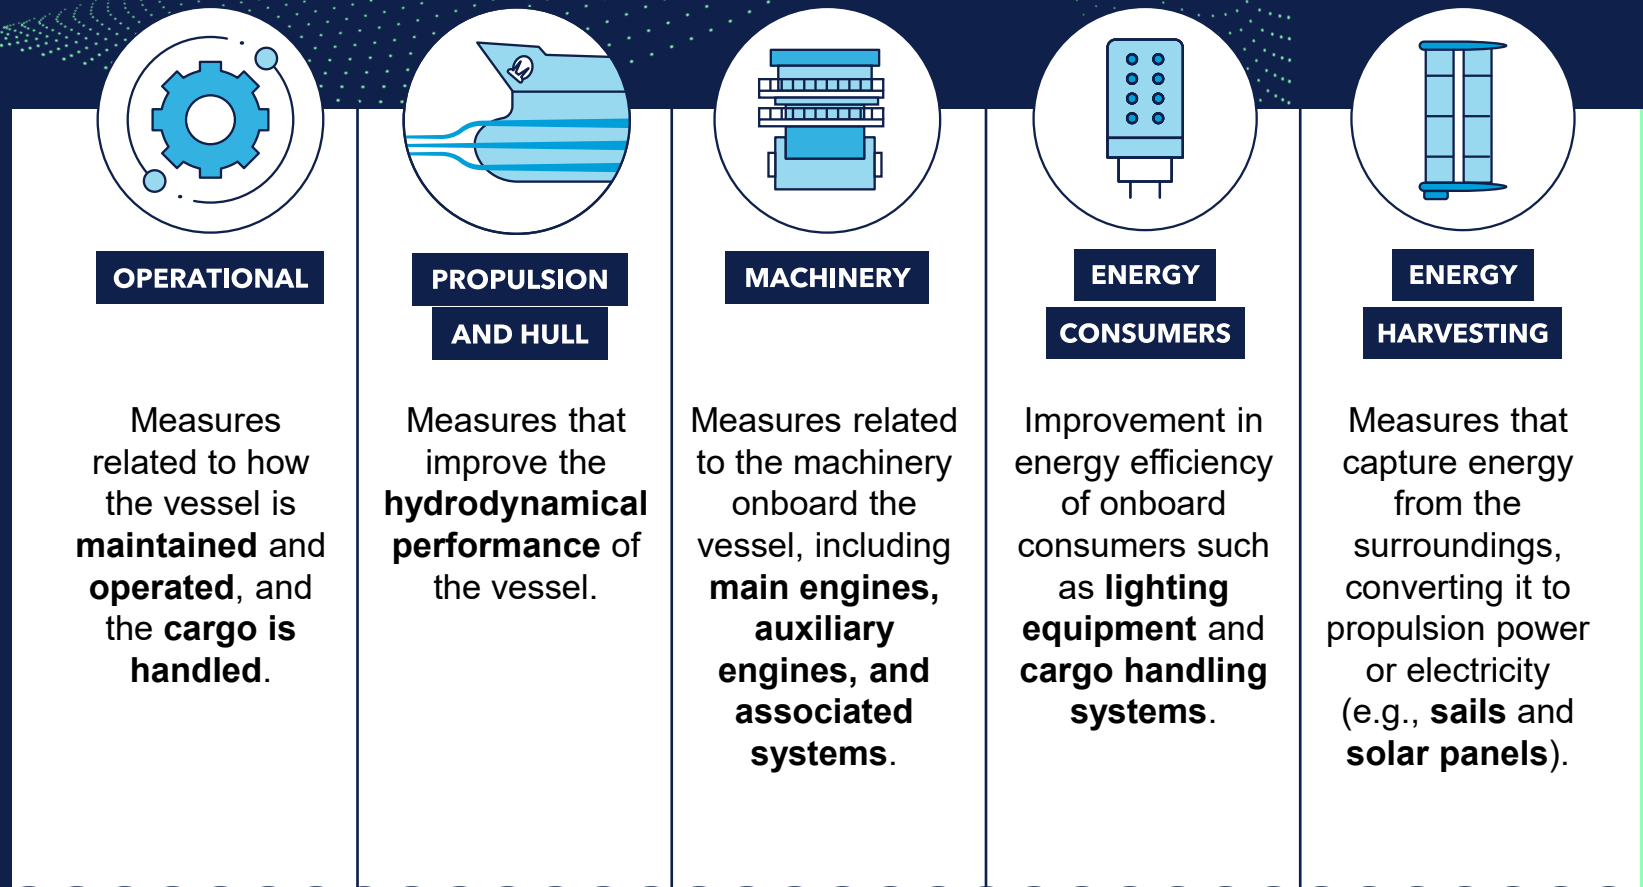 OPERATIONAL
Measures
related to how
the vessel is
maintained and
operated, and
the cargo is
handled.
PROPULSION
AND HULL
Measures that
improve the
hydrodynamical
performance of
the vessel.
MACHINERY
Measures related
to the machinery
onboard the
vessel, including
main engines,
auxiliary
engines, and
associated
systems.
ENERGY
CONSUMERS
Improvement in
energy efficiency
of onboard
consumers such
as lighting
equipment and
cargo handling
systems.
ENERGY
HARVESTING
Measures that
capture energy
from the
surroundings,
converting it to
propulsion power
or electricity
(e.g., sails and
solar panels).